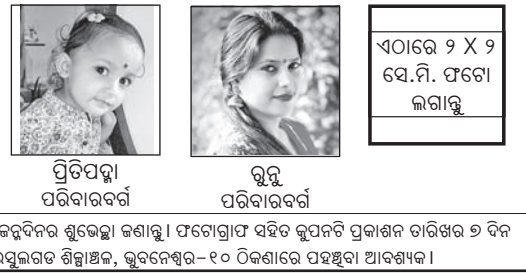 ପ୍ରିତିପଦ୍ମା
ପରିବାରବର୍ଗ
ରୁନୁ
ପରିବାରବର୍ଗ
ଏଠାରେ ୨ X ୨
ସେ.ମି. ଫଟୋ
ଲଗାନ୍ତୁ
ଜନ୍ମଦିନର ଶୁଭେଚ୍ଛା ଜଣାନ୍ତୁ। ଫଟୋଗ୍ରାଫ ସହିତ କୁପନଟି ପ୍ରକାଶନ ତାରିଖର ୭ ଦିନ
ରସୁଲଗଡ ଶିଳ୍ପାଞ୍ଚଳ, ଭୁବନେଶ୍ୱର-୧୦ ଠିକଣାରେ ପହଞ୍ଚିବା ଆବଶ୍ୟକ।